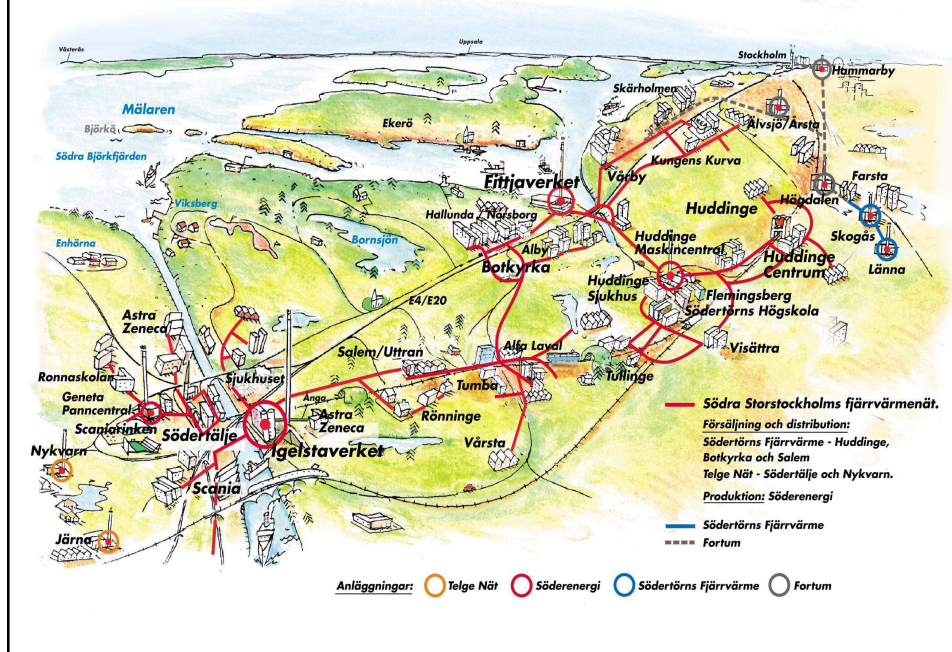 Västerås
Uppsala
Stockholm
Hammarby
Mälaren
Björkö
Skärholmen
Älvsjö/Årsta
Ekerö
Kungens Kurva
Södra Björkfjärden
Vårby
Fittjaverket
Farsta
Högdalen
Viksberg
Huddinge
Hallunda / Norsborg
Skogås
Enhörna
Bornsjön
Alby
Huddinge
Maskincentral
Botkyrka
Huddinge
Centrum
Länna
Huddinge
Sjukhus
Flemingsberg
E4/E20
Södertörns Högskola
Astra
Zeneca
Salem/Uttran
Alfa Laval
Visättra
Ronnaskolan
Sjukhuset
Tullinge
Geneta
Panncentral
Tumba
Ånga
Rönninge
Scaniarinken
Astra
Zeneca
Södertälje
Igelstaverket
Vårsta
Nykvarn
Scania
Järna
Södra Storstockholms fjärrvärmenät.
Försäljning och distribution:
Södertörns Fjärrvärme - Huddinge,
Botkyrka och Salem
Telge Nät - Södertälje och Nykvarn.
Produktion: Söderenergi
Södertörns Fjärrvärme
Fortum
Anläggningar: Telge Nät Söderenergi Södertörns Fjärrvärme Fortum